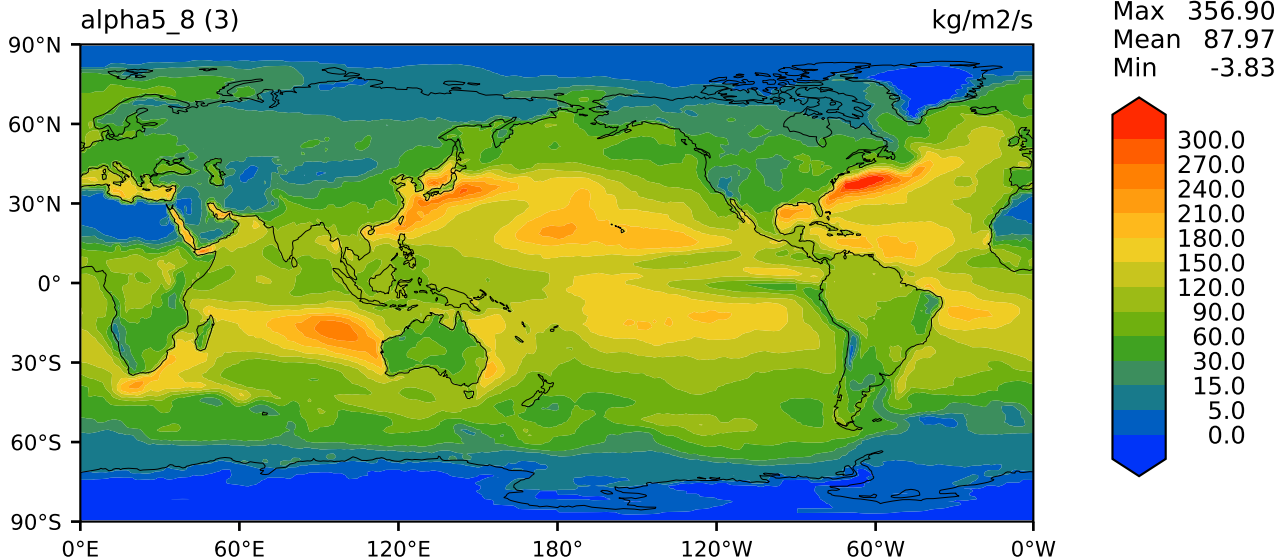 alpha5_8 (3)
kg/m2/s
Max 356.90
Mean 87.97
Min -3.83
90°N
60°N
30°N
0°
30°S
60°S
90°S
0°E
60°E
120°E
180°
120°W
60°W
0°W
300.0
270.0
240.0
210.0
180.0
150.0
120.0
90.0
60.0
30.0
15.0
5.0
0.0